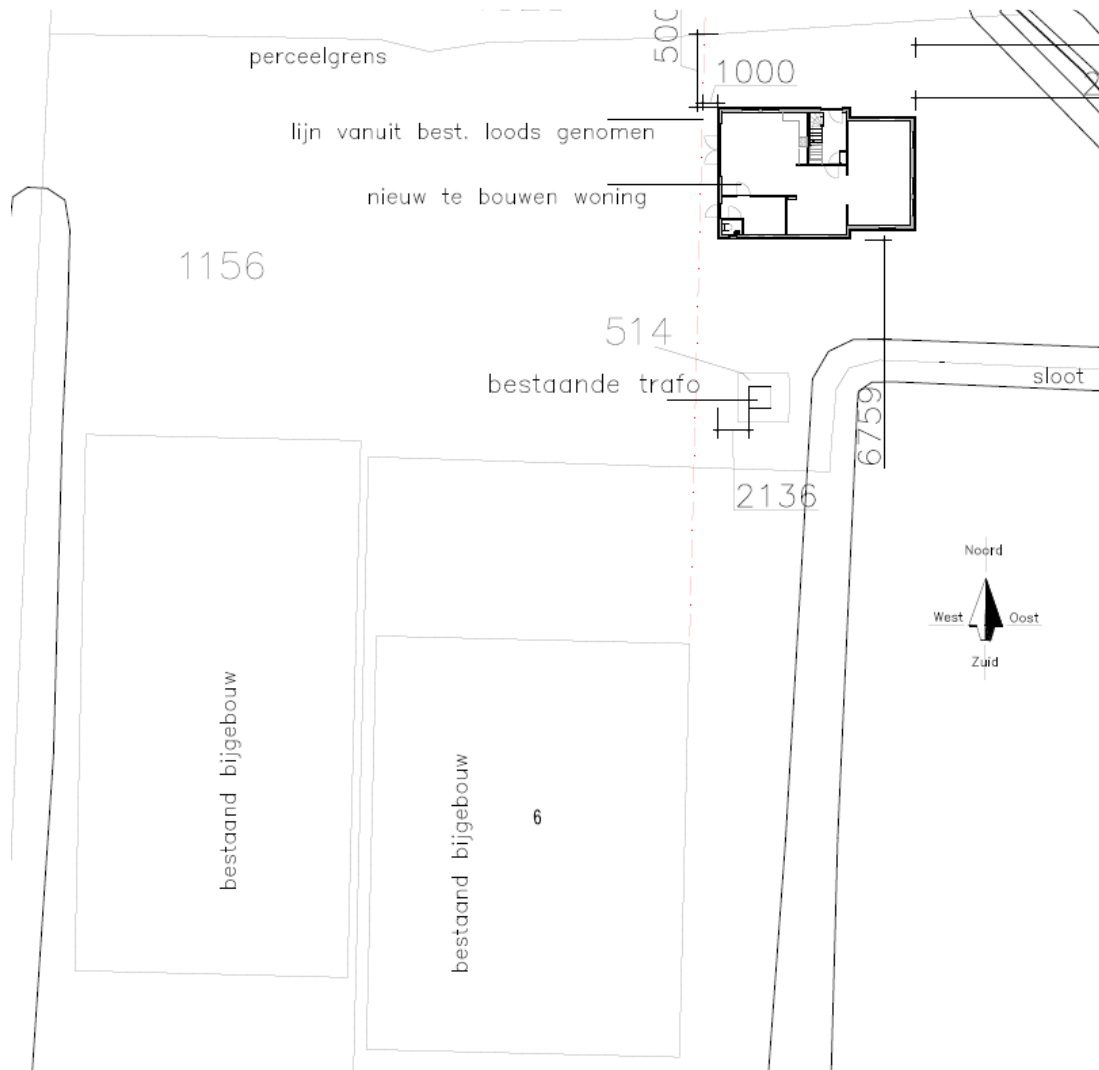 perceelgrens
1000
lijn vanuit best. loods genomen
nieuw te bouwen woning
1156
514
bestaande trafo
sloot
6759
2136
Noord
West
Oost
Zuid
bestaand bijgebouw
bestaand bijgebouw
6